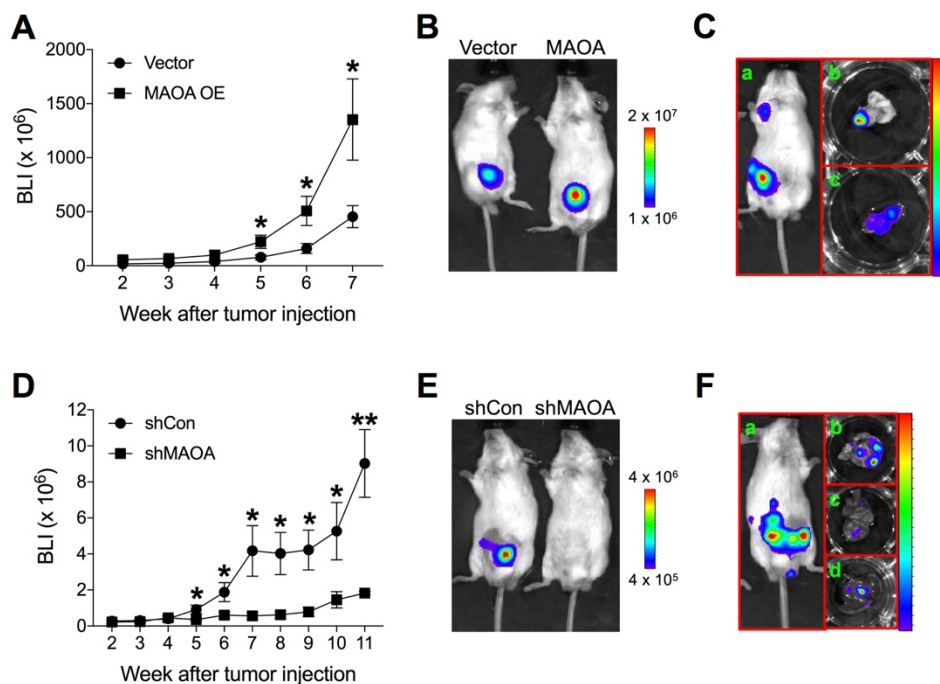 A
2000
1500
1000
500
0
BLI (x 10⁶)
Vector
MAOA OE
*
*
*
2 3 4 5 6 7
Week after tumor injection
B
Vector MAOA
2 x 10⁷
1 x 10⁶
C
a
b
c
D
12
10
8
6
4
2
0
BLI (x 10⁶)
shCon
shMAOA
* * * * * * **
2 3 4 5 6 7 8 9 10 11
Week after tumor injection
E
shCon shMAOA
4 x 10⁶
4 x 10⁵
F
a
b
c
d